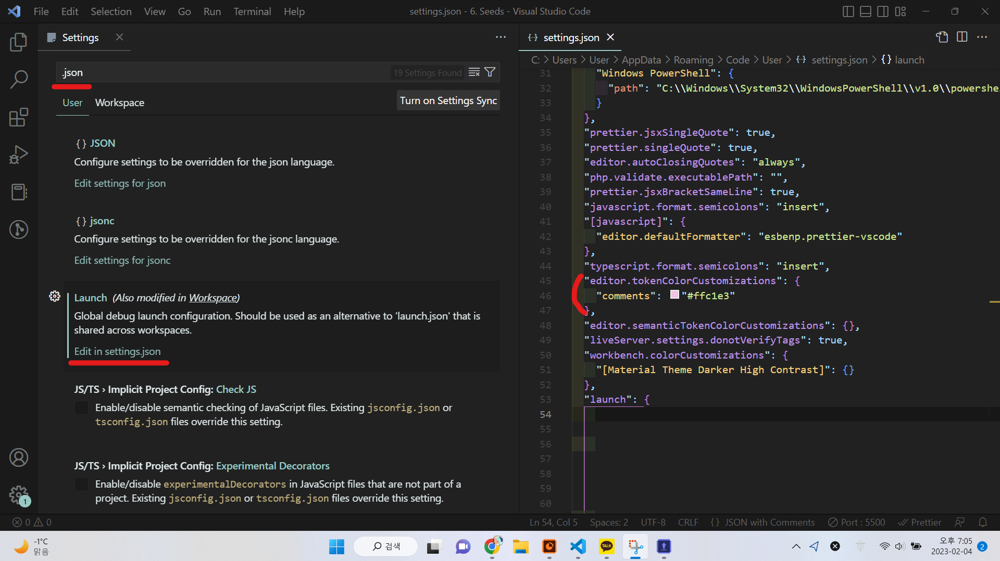 File Edit Selection View Go Run Terminal Help
settings.json - 6. Seeds - Visual Studio Code
Settings
.json
19 Settings Found
User Workspace
Turn on Settings Sync
{ } JSON
Configure settings to be overridden for the json language.
Edit settings for json
{ } jsonc
Configure settings to be overridden for the jsonc language.
Edit settings for jsonc
Launch (Also modified in Workspace)
Global debug launch configuration. Should be used as an alternative to 'launch.json' that is
shared across workspaces.
Edit in settings.json
JS/TS › Implicit Project Config: Check JS
Enable/disable semantic checking of JavaScript files. Existing jsconfig.json or
tsconfig.json files override this setting.
JS/TS › Implicit Project Config: Experimental Decorators
Enable/disable experimentalDecorators in JavaScript files that are not part of a
project. Existing jsconfig.json or tsconfig.json files override this setting.
1
settings.json
C: > Users > User > AppData > Roaming > Code > User > settings.json > {} launch
31 "Windows PowerShell": {
32 "path": "C:\\Windows\\System32\\WindowsPowerShell\\v1.0\\powershe
33 }
34 },
35 "prettier.jsxSingleQuote": true,
36 "prettier.singleQuote": true,
37 "editor.autoClosingQuotes": "always",
38 "php.validate.executablePath": "",
39 "prettier.jsxBracketSameLine": true,
40 "javascript.format.semicolons": "insert",
41 "[javascript]": {
42 "editor.defaultFormatter": "esbenp.prettier-vscode"
43 },
44 "typescript.format.semicolons": "insert",
45 "editor.tokenColorCustomizations": {
46 "comments": "#ffc1e3"
47 },
48 "editor.semanticTokenColorCustomizations": {},
49 "liveServer.settings.donotVerifyTags": true,
50 "workbench.colorCustomizations": {
51 "[Material Theme Darker High Contrast]": {}
52 },
53 "launch": {
54
55
56
57
58
59
60
0 0
Ln 54, Col 5 Spaces: 2 UTF-8 CRLF { } JSON with Comments Port : 5500 Prettier
-1°C
맑음
검색
TALK
오후 7:05
2023-02-04
2